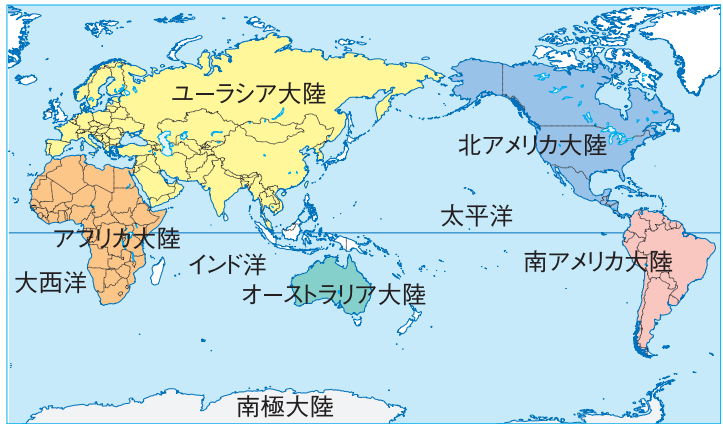 ユーラシア大陸
北アメリカ大陸
太平洋
アフリカ大陸
インド洋
南アメリカ大陸
大西洋
オーストラリア大陸
南極大陸